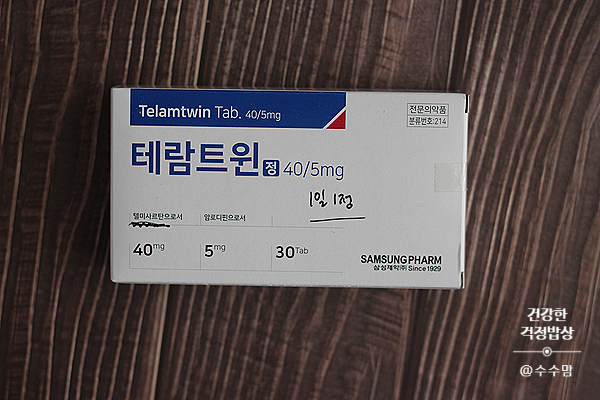 Telamtwin Tab. 40/5mg
전문의약품
분류번호:214
테람트윈정 40/5mg
1일 1정
텔미사르탄으로서
암로디핀으로서
40mg
5mg
30Tab
SAMSUNG PHARM
삼성제약(주) Since 1929
건강한
걱정밥상
@수수맘